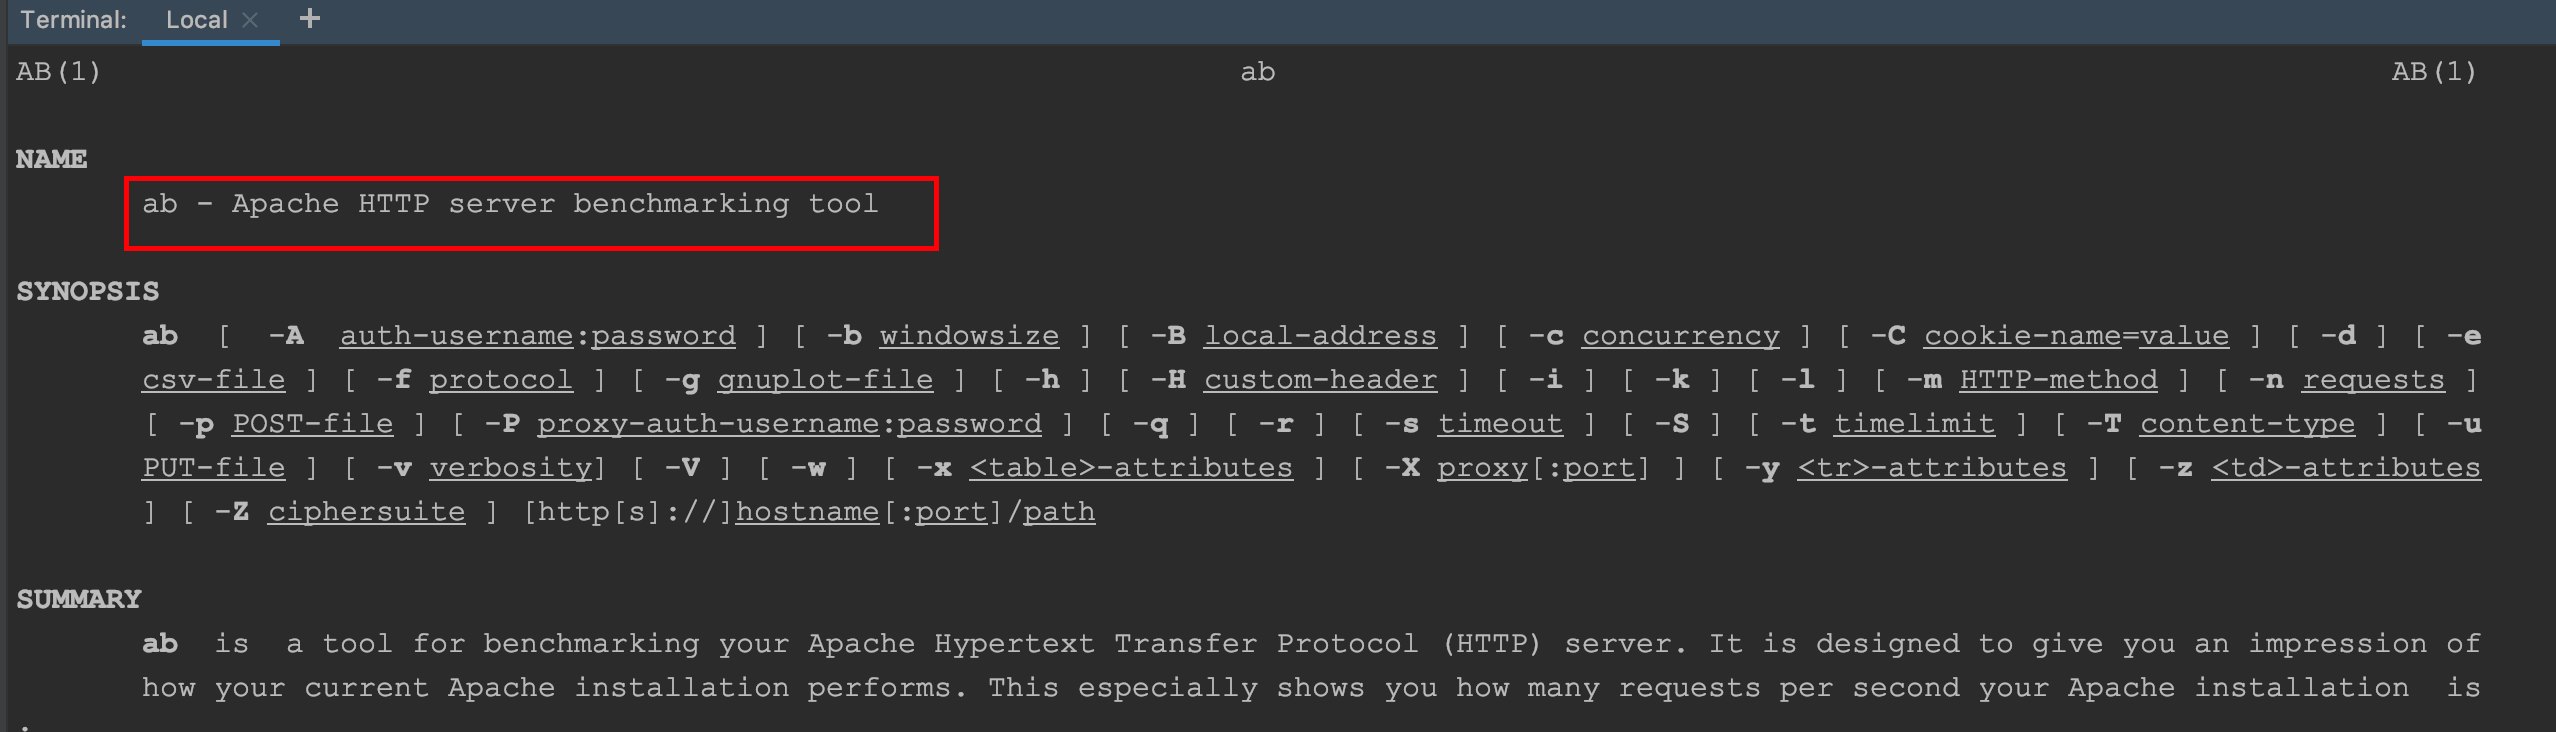 Terminal: Local × +
AB(1) ab AB(1)
NAME
ab - Apache HTTP server benchmarking tool
SYNOPSIS
ab [ -A auth-username:password ] [ -b windowsize ] [ -B local-address ] [ -c concurrency ] [ -C cookie-name=value ] [ -d ] [ -e
csv-file ] [ -f protocol ] [ -g gnuplot-file ] [ -h ] [ -H custom-header ] [ -i ] [ -k ] [ -l ] [ -m HTTP-method ] [ -n requests ]
[ -p POST-file ] [ -P proxy-auth-username:password ] [ -q ] [ -r ] [ -s timeout ] [ -S ] [ -t timelimit ] [ -T content-type ] [ -u
PUT-file ] [ -v verbosity] [ -V ] [ -w ] [ -x <table>-attributes ] [ -X proxy[:port] ] [ -y <tr>-attributes ] [ -z <td>-attributes
] [ -Z ciphersuite ] [http[s]://]hostname[:port]/path
SUMMARY
ab is a tool for benchmarking your Apache Hypertext Transfer Protocol (HTTP) server. It is designed to give you an impression of
how your current Apache installation performs. This especially shows you how many requests per second your Apache installation is
: